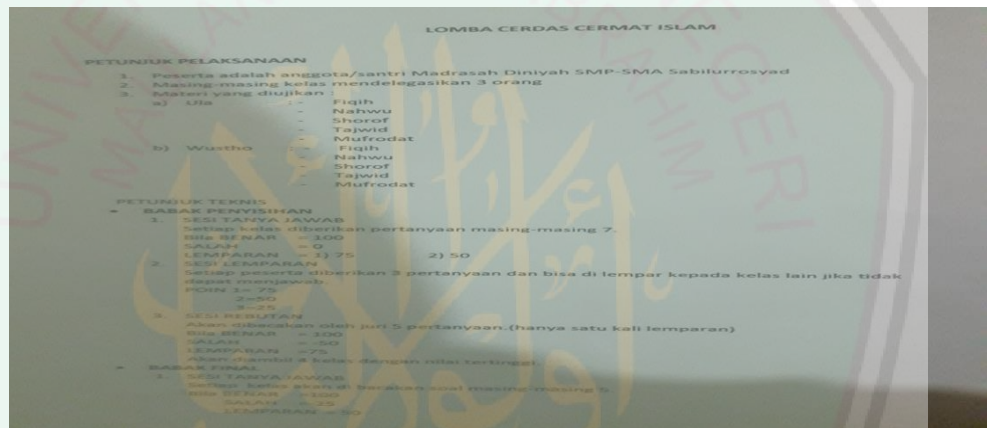 LOMBA CERDAS CERMAT ISLAM
PETUNJUK PELAKSANAAN
1. Peserta adalah anggota/santri Madrasah Diniyah SMP-SMA Sabilurrosyad
2. Masing-masing kelas mendelegasikan 3 orang
3. Materi yang diujikan :
a) Ula : - Fiqih
- Nahwu
- Shorof
- Tajwid
- Mufrodat
b) Wustho - Fiqih
- Nahwu
- Shorof
- Tajwid
- Mufrodat
PETUNJUK TEKNIS
• BABAK PENYISIHAN
1. SESI TANYA JAWAB
Setiap kelas diberikan pertanyaan masing-masing 7.
Bila BENAR = 100
SALAH = 0
LEMPARAN = 1) 75 2) 50
2. SESI LEMPARAN
Setiap peserta diberikan 3 pertanyaan dan bisa di lempar kepada kelas lain jika tidak
dapat menjawab.
POIN 1= 75
2=50
3=25
3. SESI REBUTAN
Akan dibacakan oleh juri 5 pertanyaan.(hanya satu kali lemparan)
Bila BENAR = 100
SALAH = -50
LEMPARAN =75
Akan diambil 4 kelas dengan nilai tertinggi.
• BABAK FINAL
1. SESI TANYA JAWAB
Setiap kelas akan di bacakan soal masing-masing 5
Bila BENAR =100
SALAH = -25
LEMPARAN = 50